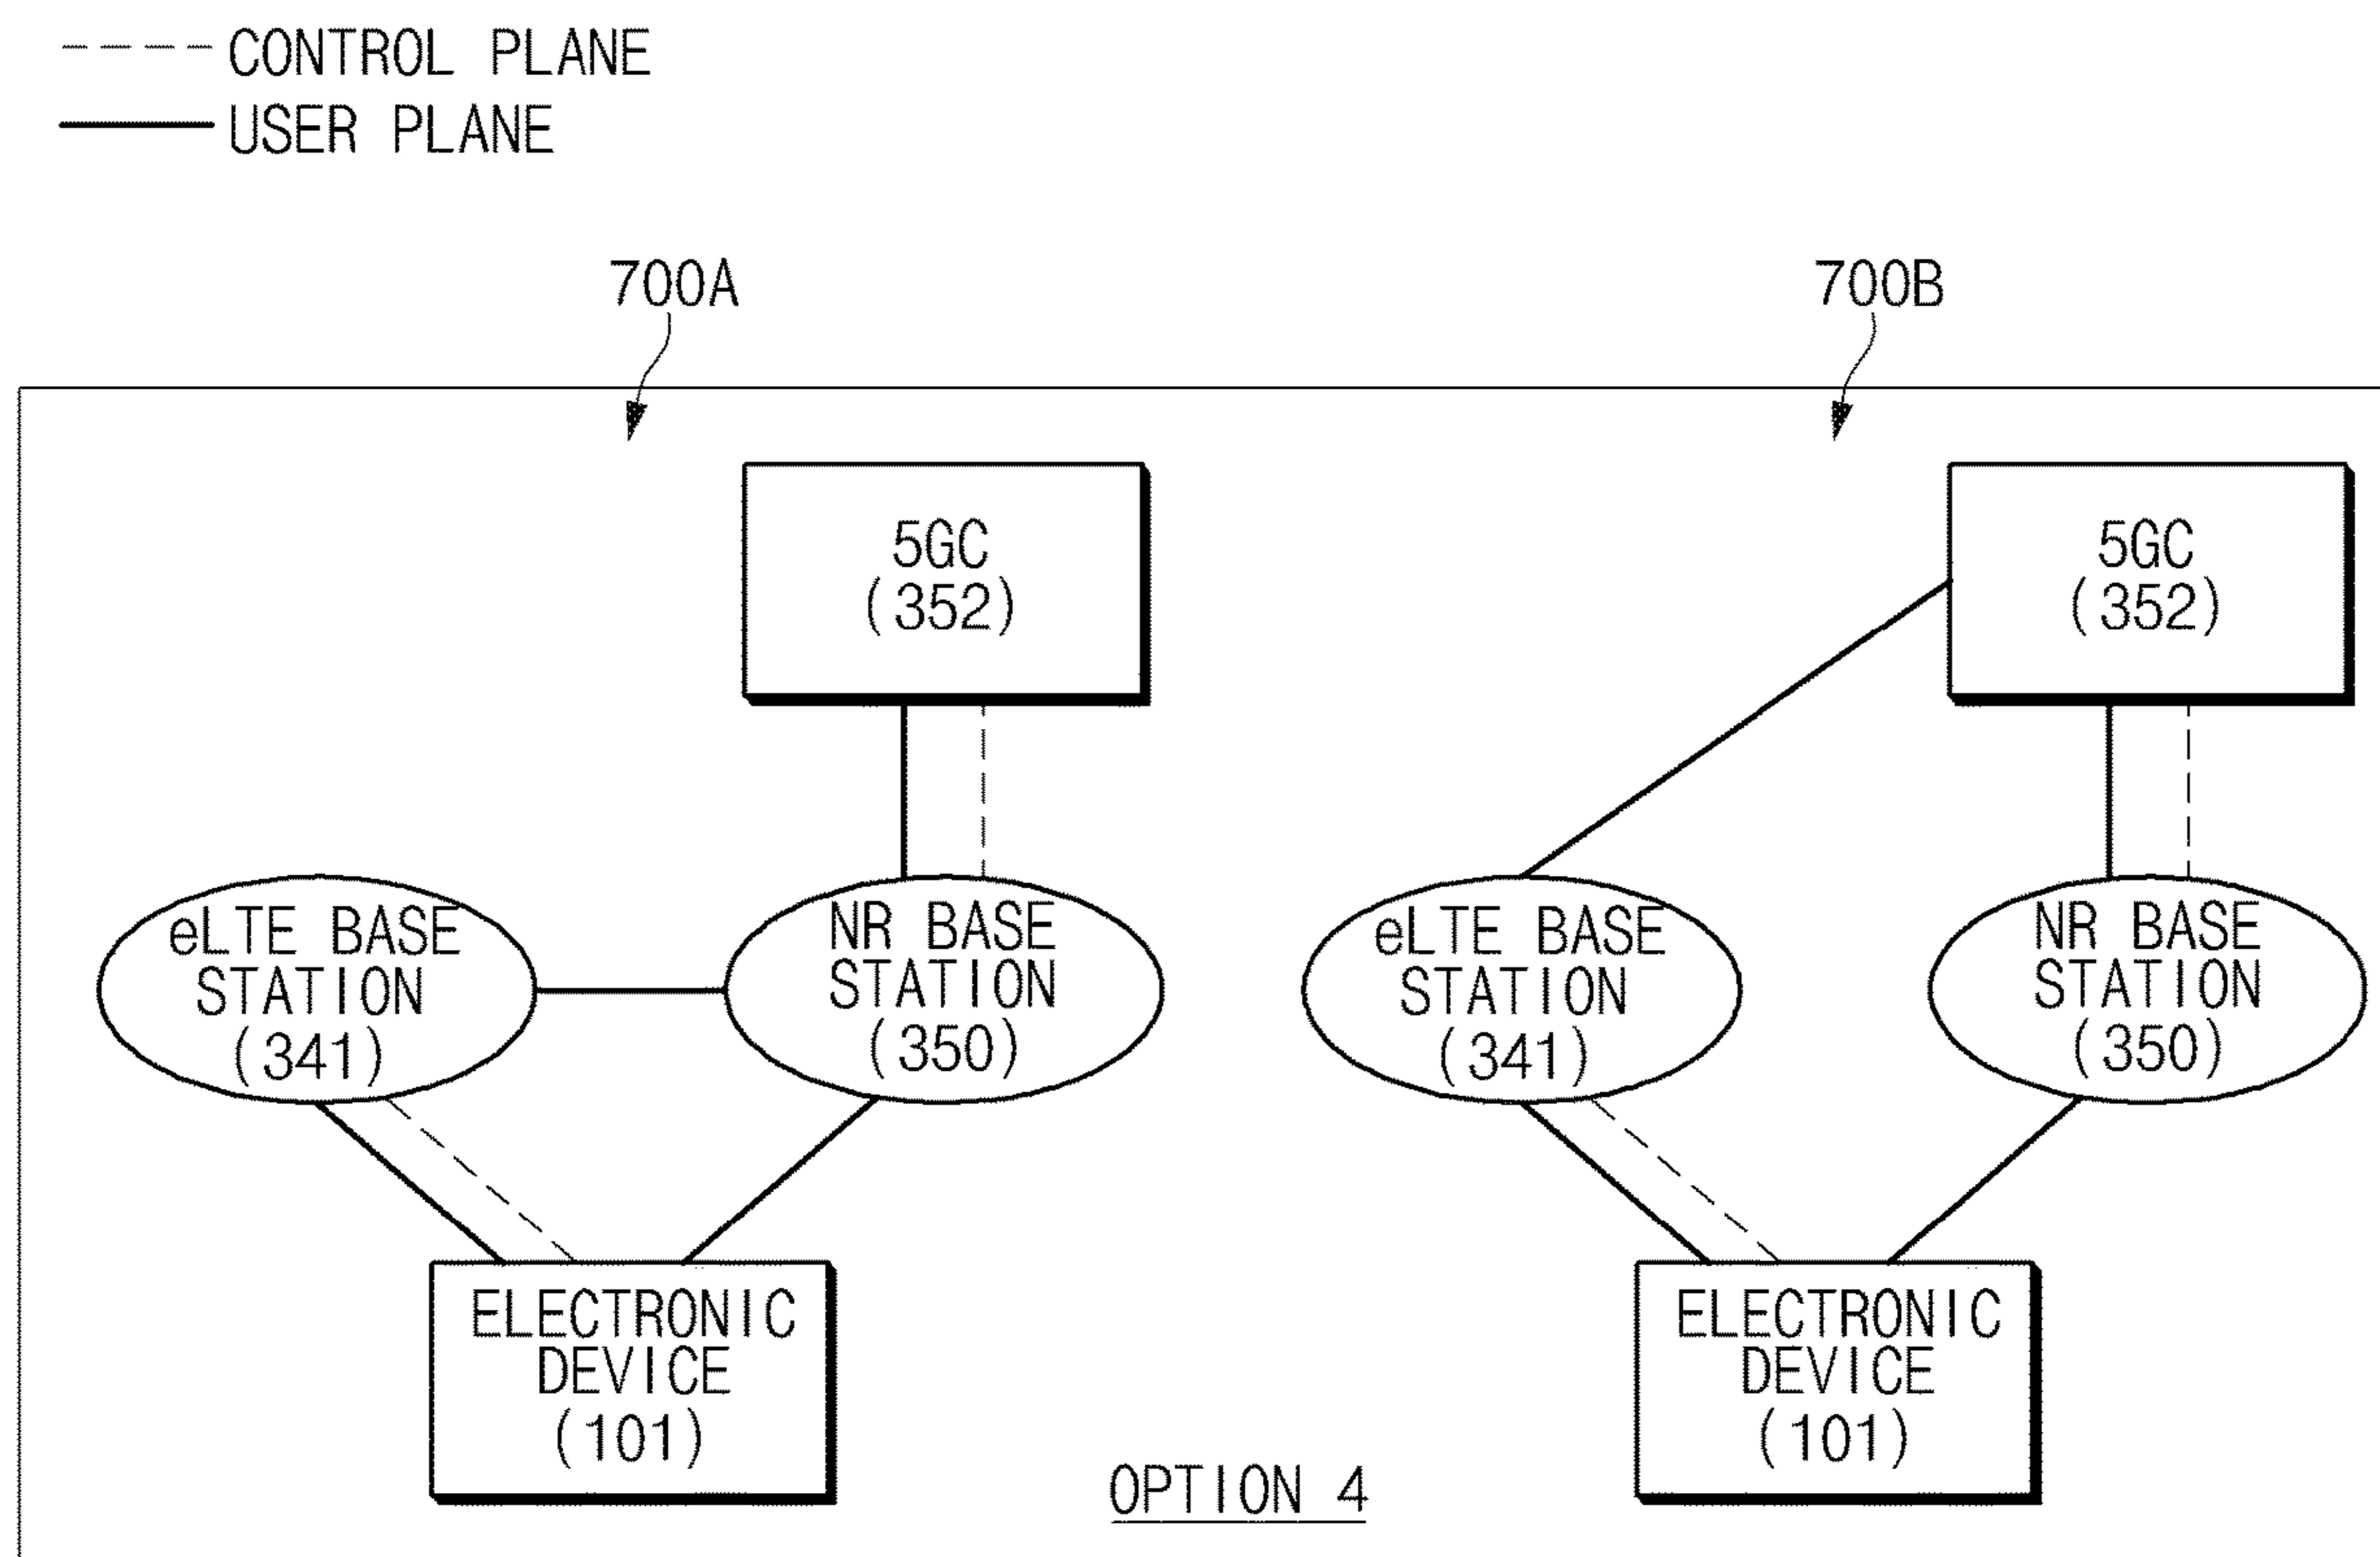 CONTROL PLANE
USER PLANE
700A
700B
5GC
(352)
5GC
(352)
eLTE BASE
STATION
(341)
NR BASE
STATION
(350)
eLTE BASE
STATION
(341)
NR BASE
STATION
(350)
ELECTRONIC
DEVICE
(101)
ELECTRONIC
DEVICE
(101)
OPTION 4